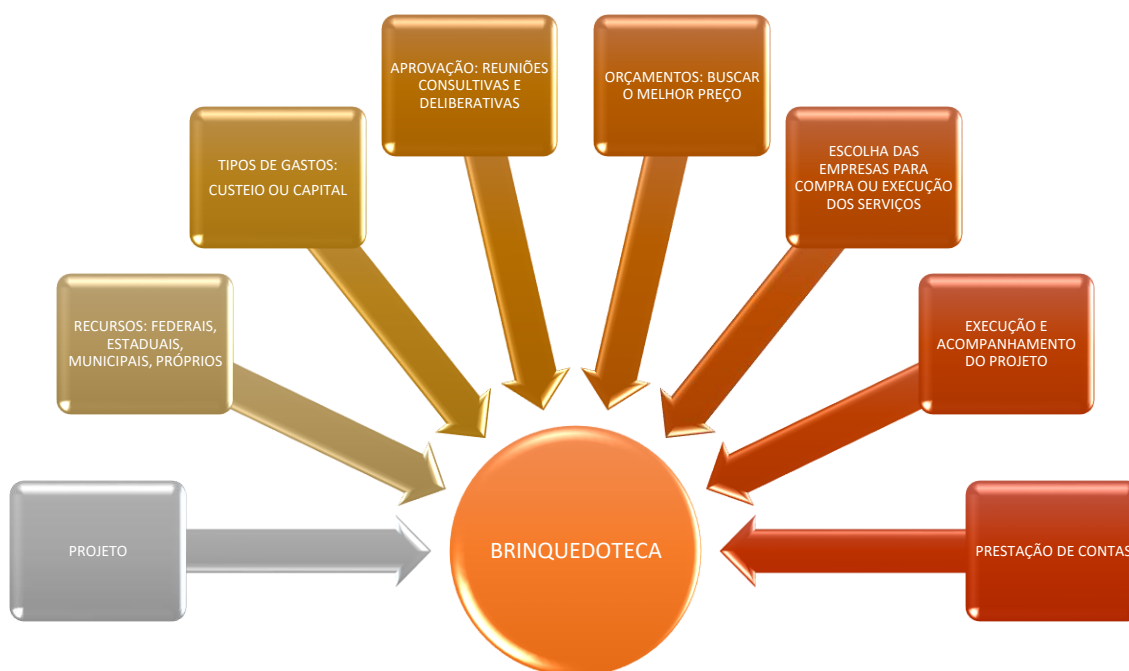 PROJETO
RECURSOS: FEDERAIS,
ESTADUAIS,
MUNICIPAIS, PRÓPRIOS
TIPOS DE GASTOS:
CUSTEIO OU CAPITAL
APROVAÇÃO: REUNIÕES
CONSULTIVAS E
DELIBERATIVAS
ORÇAMENTOS: BUSCAR
O MELHOR PREÇO
ESCOLHA DAS
EMPRESAS PARA
COMPRA OU EXECUÇÃO
DOS SERVIÇOS
EXECUÇÃO E
ACOMPANHAMENTO
DO PROJETO
PRESTAÇÃO DE CONTAS
BRINQUEDOTECA